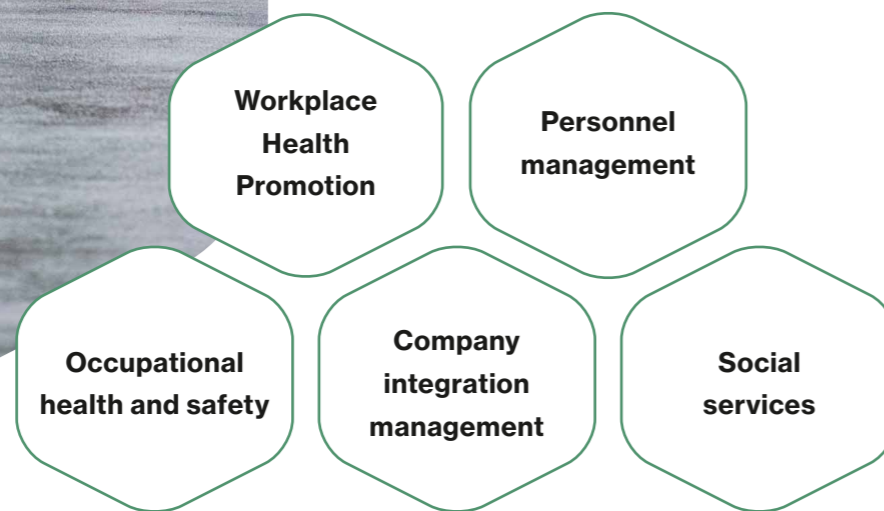 Workplace
Health
Promotion
Personnel
management
Occupational
health and safety
Company
integration
management
Social
services